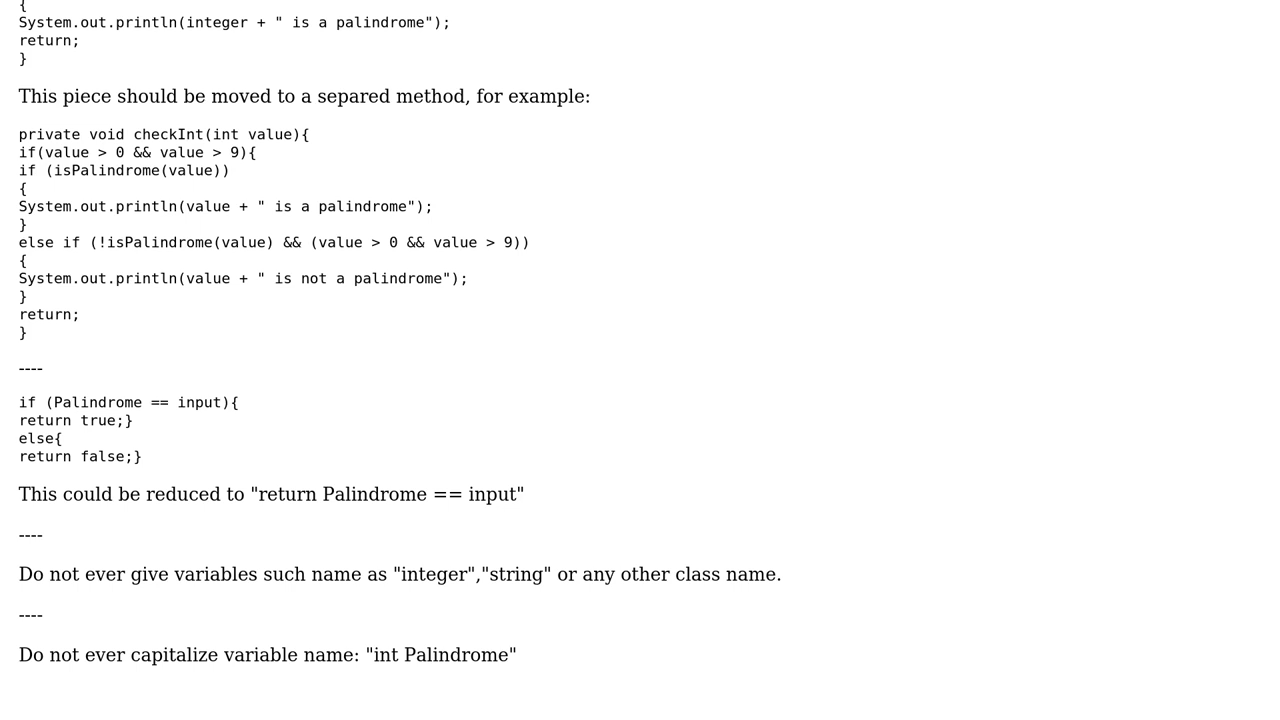 {
System.out.println(integer + " is a palindrome");
return;
}
This piece should be moved to a separed method, for example:
private void checkInt(int value){
if(value > 0 && value > 9){
if (isPalindrome(value))
{
System.out.println(value + " is a palindrome");
}
else if (!isPalindrome(value) && (value > 0 && value > 9))
{
System.out.println(value + " is not a palindrome");
}
return;
}
----
if (Palindrome == input){
return true;}
else{
return false;}
This could be reduced to "return Palindrome == input"
----
Do not ever give variables such name as "integer","string" or any other class name.
----
Do not ever capitalize variable name: "int Palindrome"